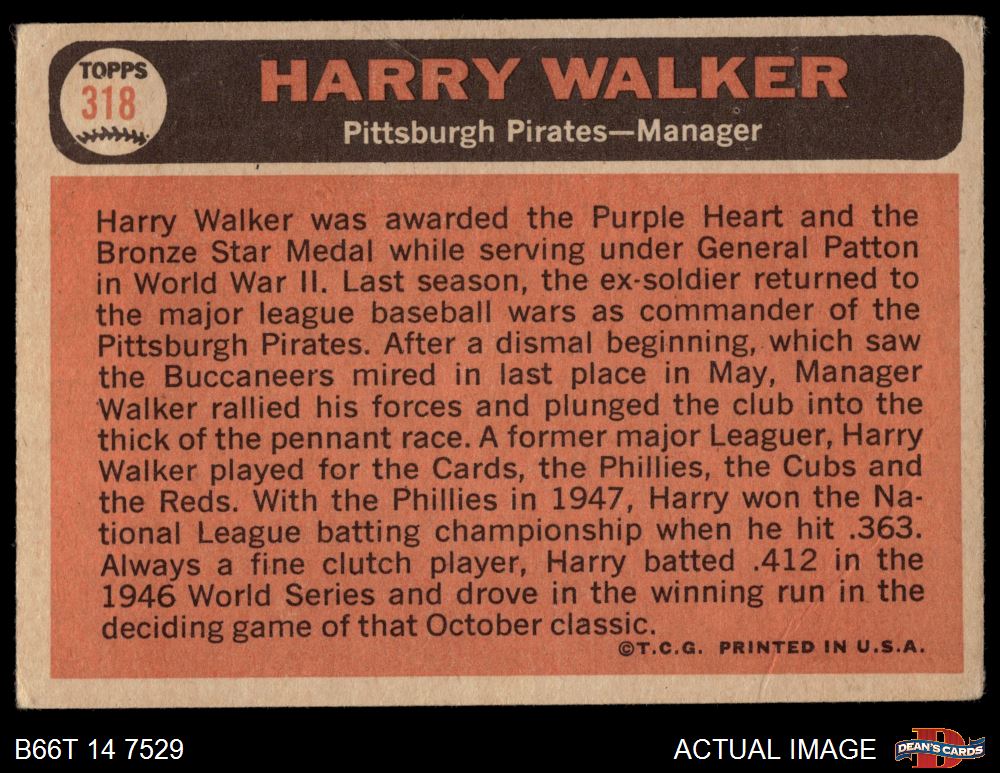 TOPPS
318
HARRY WALKER
Pittsburgh Pirates—Manager
Harry Walker was awarded the Purple Heart and the
Bronze Star Medal while serving under General Patton
in World War II. Last season, the ex-soldier returned to
the major league baseball wars as commander of the
Pittsburgh Pirates. After a dismal beginning, which saw
the Buccaneers mired in last place in May, Manager
Walker rallied his forces and plunged the club into the
thick of the pennant race. A former major Leaguer, Harry
Walker played for the Cards, the Phillies, the Cubs and
the Reds. With the Phillies in 1947, Harry won the Na-
tional League batting championship when he hit .363.
Always a fine clutch player, Harry batted .412 in the
1946 World Series and drove in the winning run in the
deciding game of that October classic.
©T.C.G. PRINTED IN U.S.A.
B66T 14 7529
ACTUAL IMAGE
D
DEAN'S CARDS